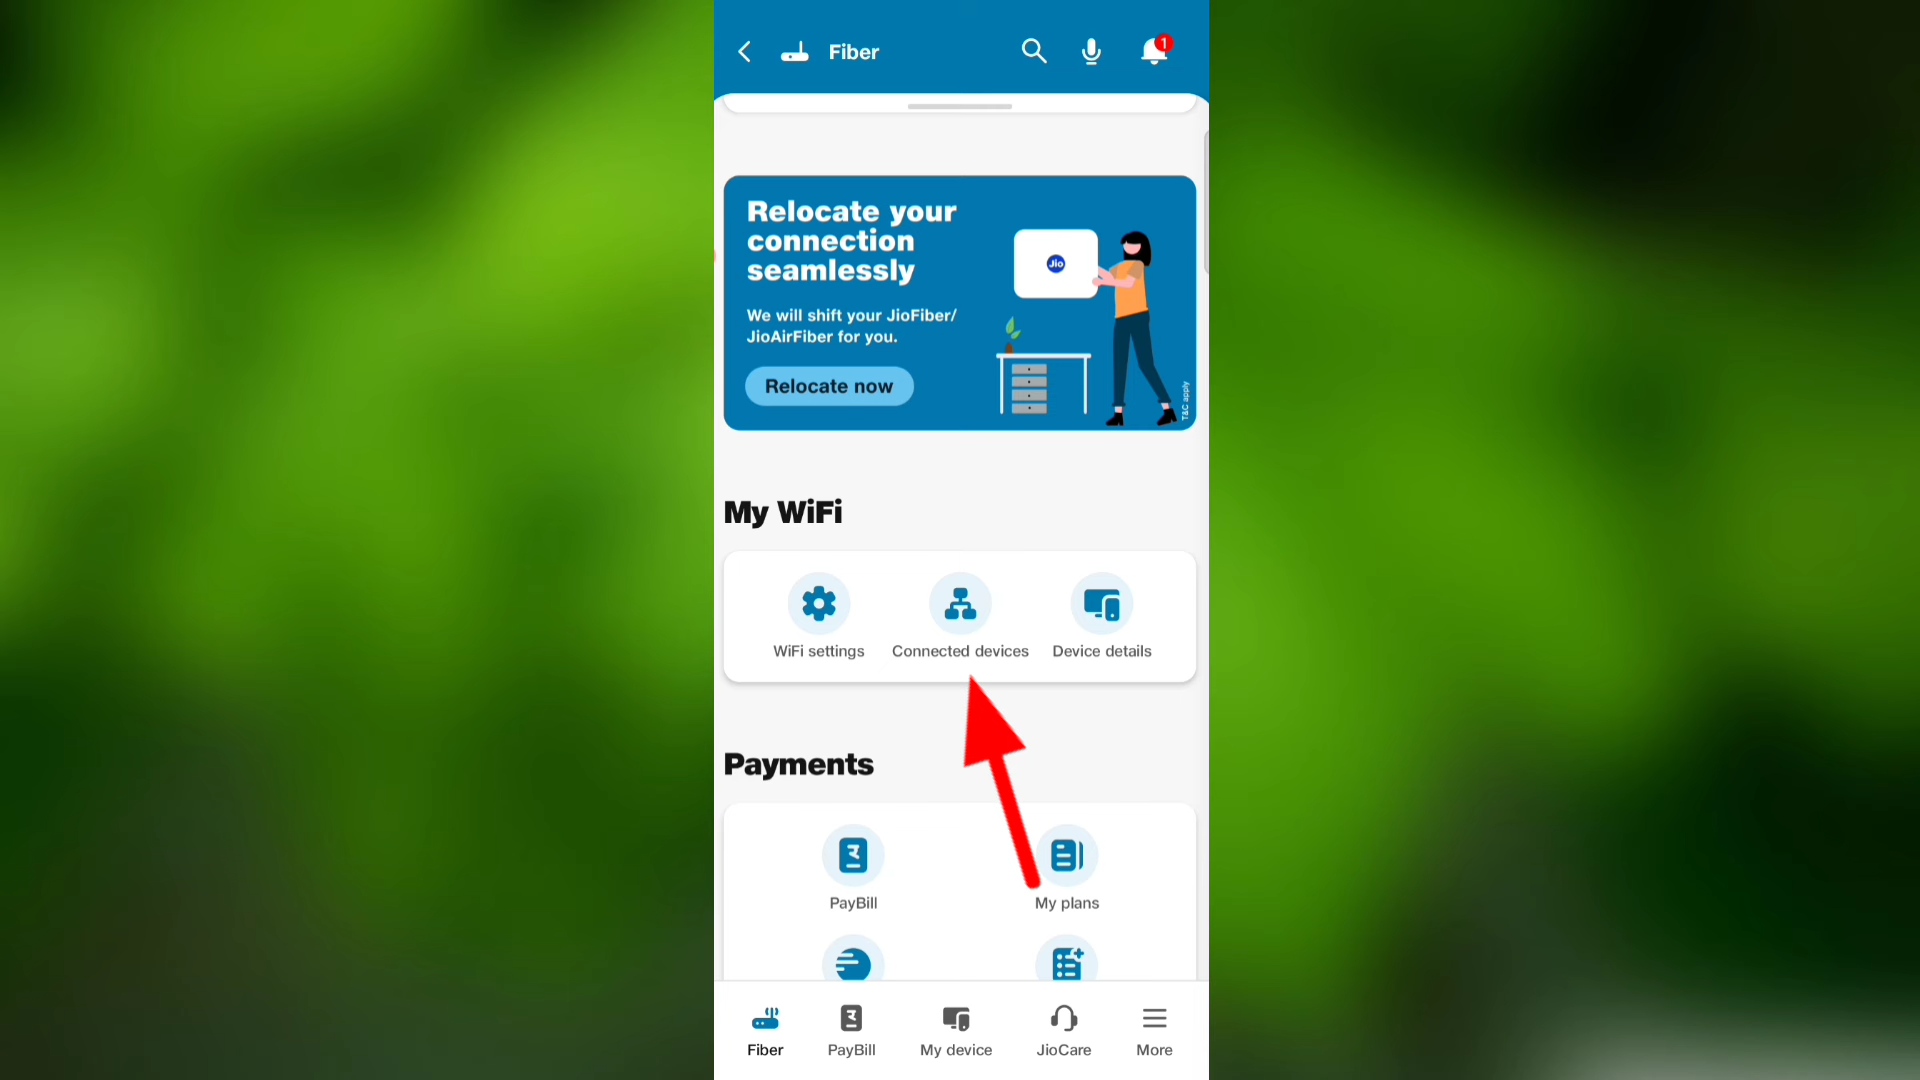 Fiber
1
Relocate your
connection
seamlessly
Jio
We will shift your JioFiber/
JioAirFiber for you.
Relocate now
T&C apply
My WiFi
WiFi settings
Connected devices
Device details
Payments
PayBill
My plans
Fiber
PayBill
My device
JioCare
More